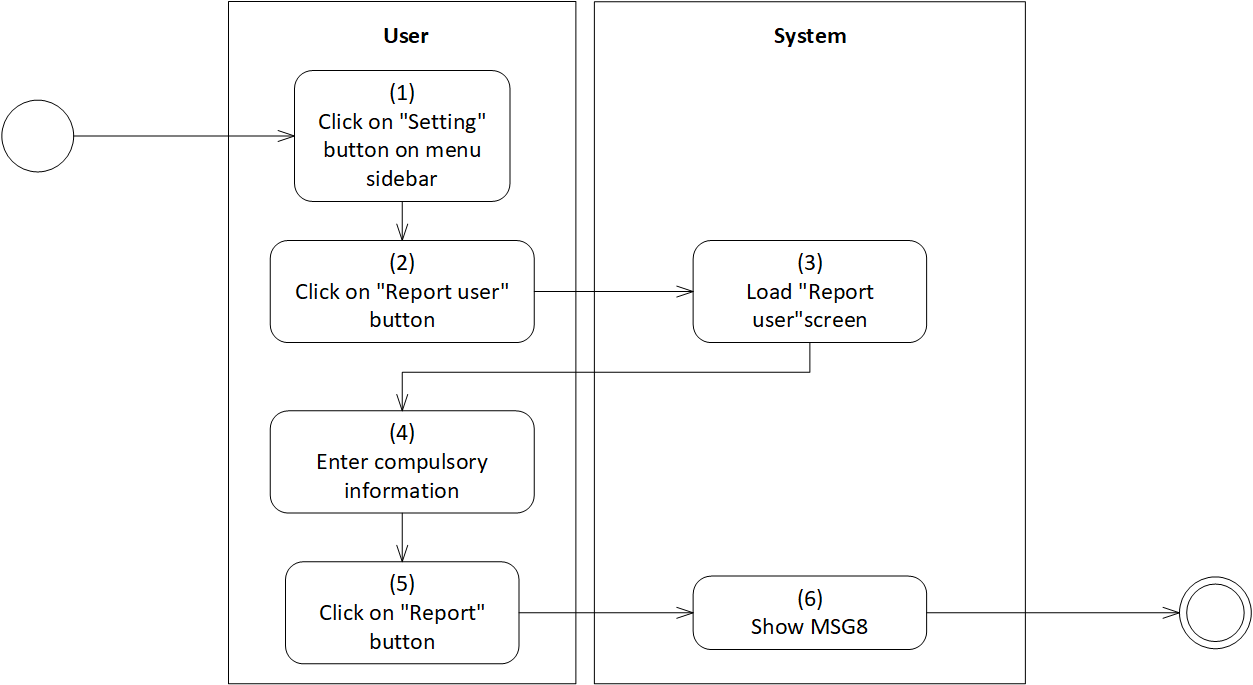 User
System
(1)
Click on "Setting"
button on menu
sidebar
(2)
Click on "Report user"
button
(3)
Load "Report
user"screen
(4)
Enter compulsory
information
(5)
Click on "Report"
button
(6)
Show MSG8